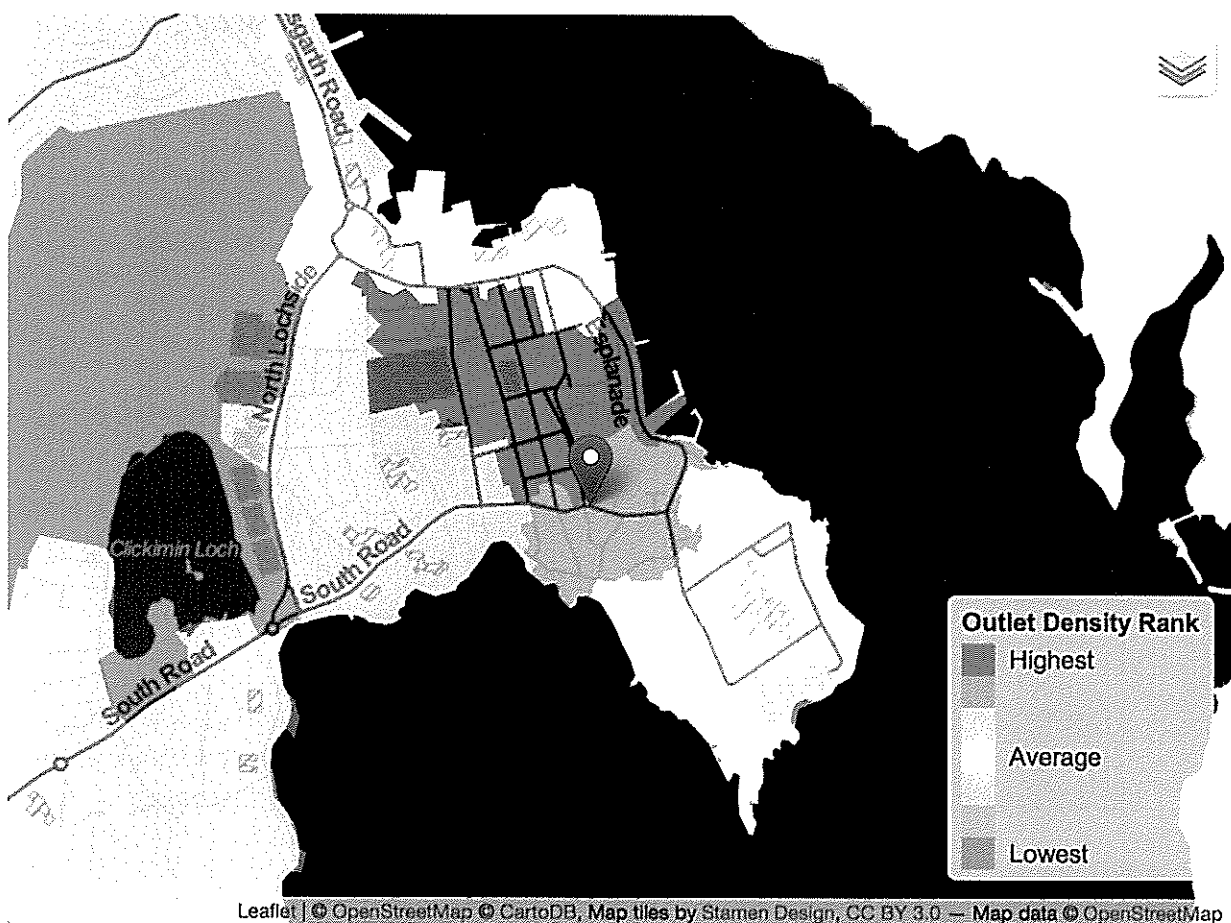 sgarth Road
North Lochside
Esplanade
Clickimin Loch
South Road
South Road
Outlet Density Rank
Highest
Average
Lowest
Leaflet | © OpenStreetMap © CartoDB, Map tiles by Stamen Design, CC BY 3.0 — Map data © OpenStreetMap